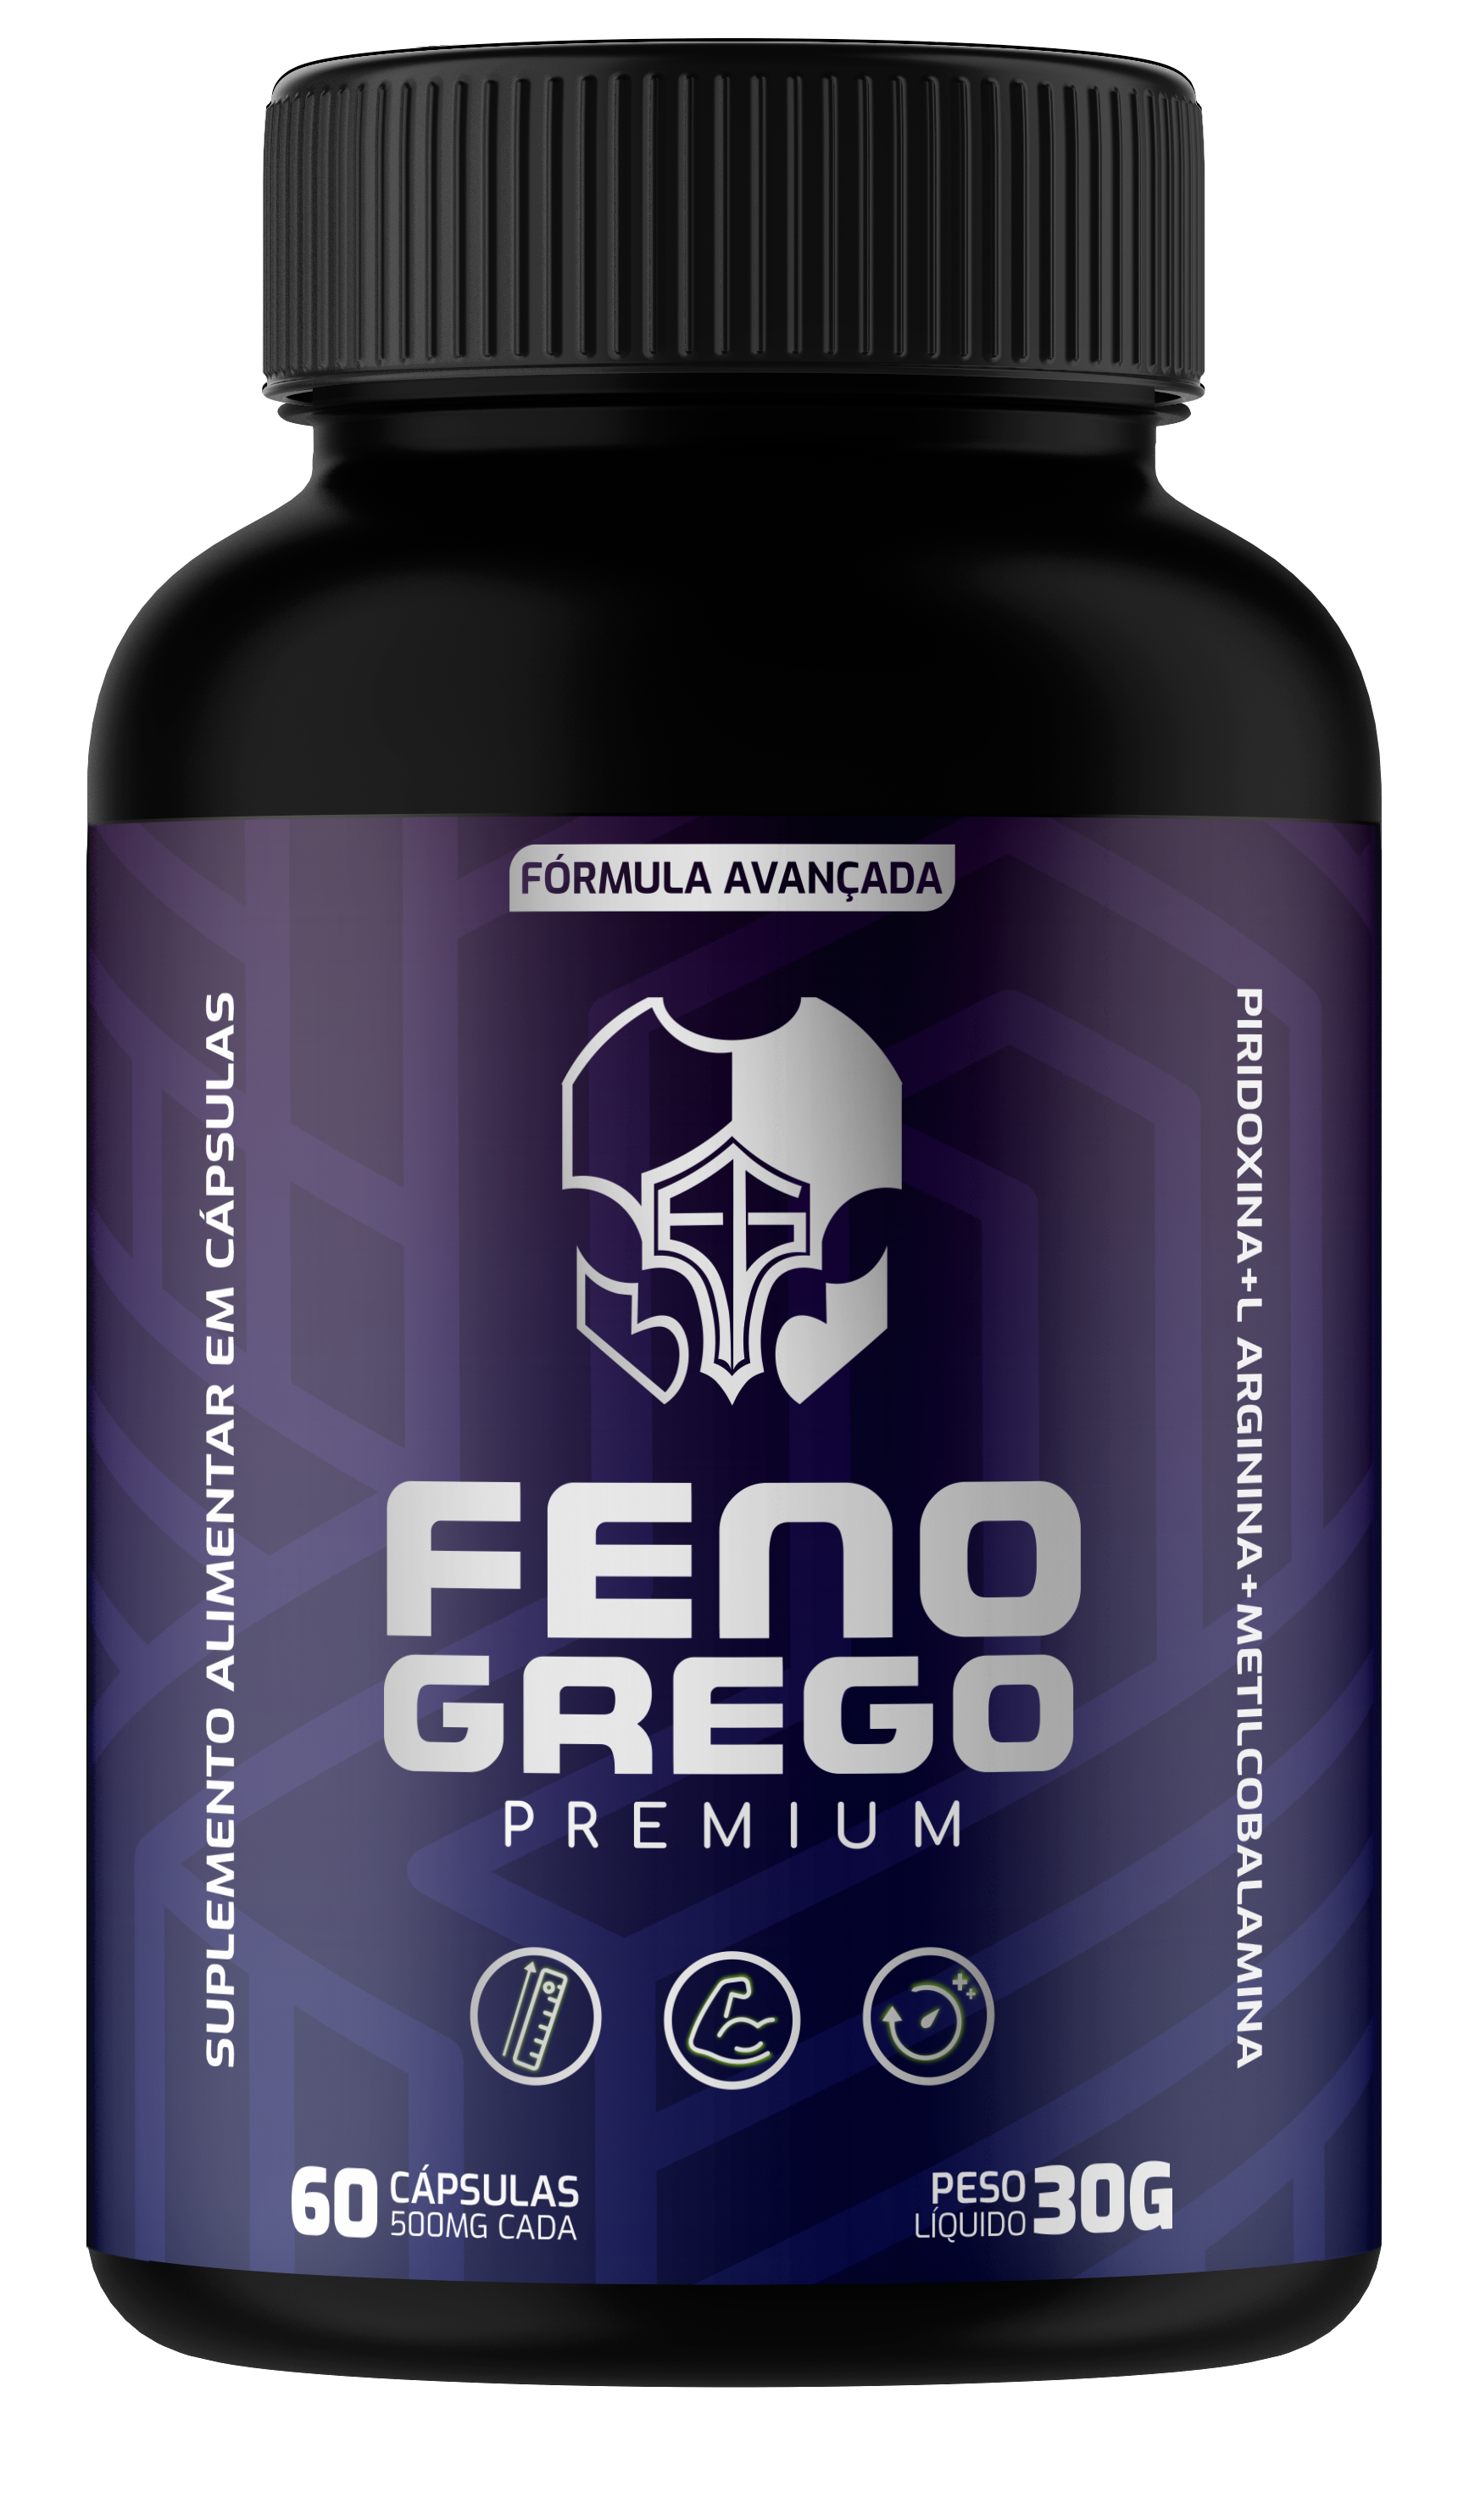 FÓRMULA AVANÇADA
SUPLEMENTO ALIMENTAR EM CÁPSULAS
PIRIDOXINA+L ARGININA+METILCOBALAMINA
FG
FENO
GREGO
PREMIUM
60 CÁPSULAS
500MG CADA
PESO
LÍQUIDO 30G